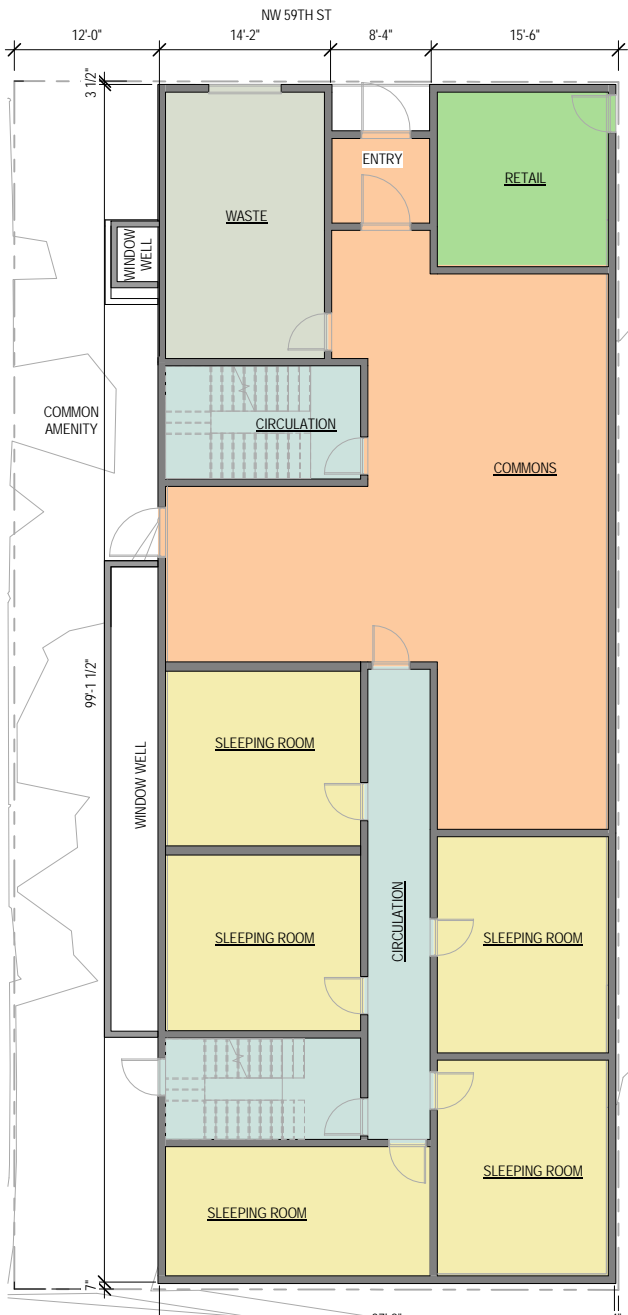 NW 59TH ST
12'-0"
14'-2"
8'-4"
15'-6"
3 1/2"
ENTRY
RETAIL
WASTE
WINDOW
WELL
COMMON
AMENITY
CIRCULATION
COMMONS
99'-1 1/2"
SLEEPING ROOM
WINDOW WELL
CIRCULATION
SLEEPING ROOM
SLEEPING ROOM
SLEEPING ROOM
SLEEPING ROOM
7"